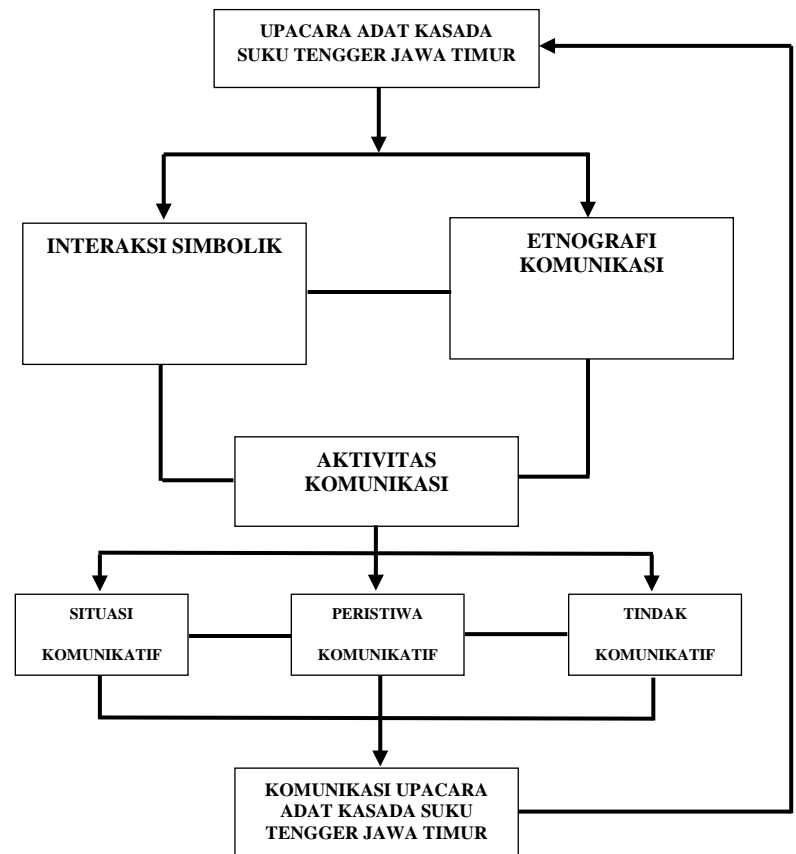 UPACARA ADAT KASADA
SUKU TENGGER JAWA TIMUR
INTERAKSI SIMBOLIK
ETNOGRAFI
KOMUNIKASI
AKTIVITAS
KOMUNIKASI
SITUASI
KOMUNIKATIF
PERISTIWA
KOMUNIKATIF
TINDAK
KOMUNIKATIF
KOMUNIKASI UPACARA
ADAT KASADA SUKU
TENGGER JAWA TIMUR